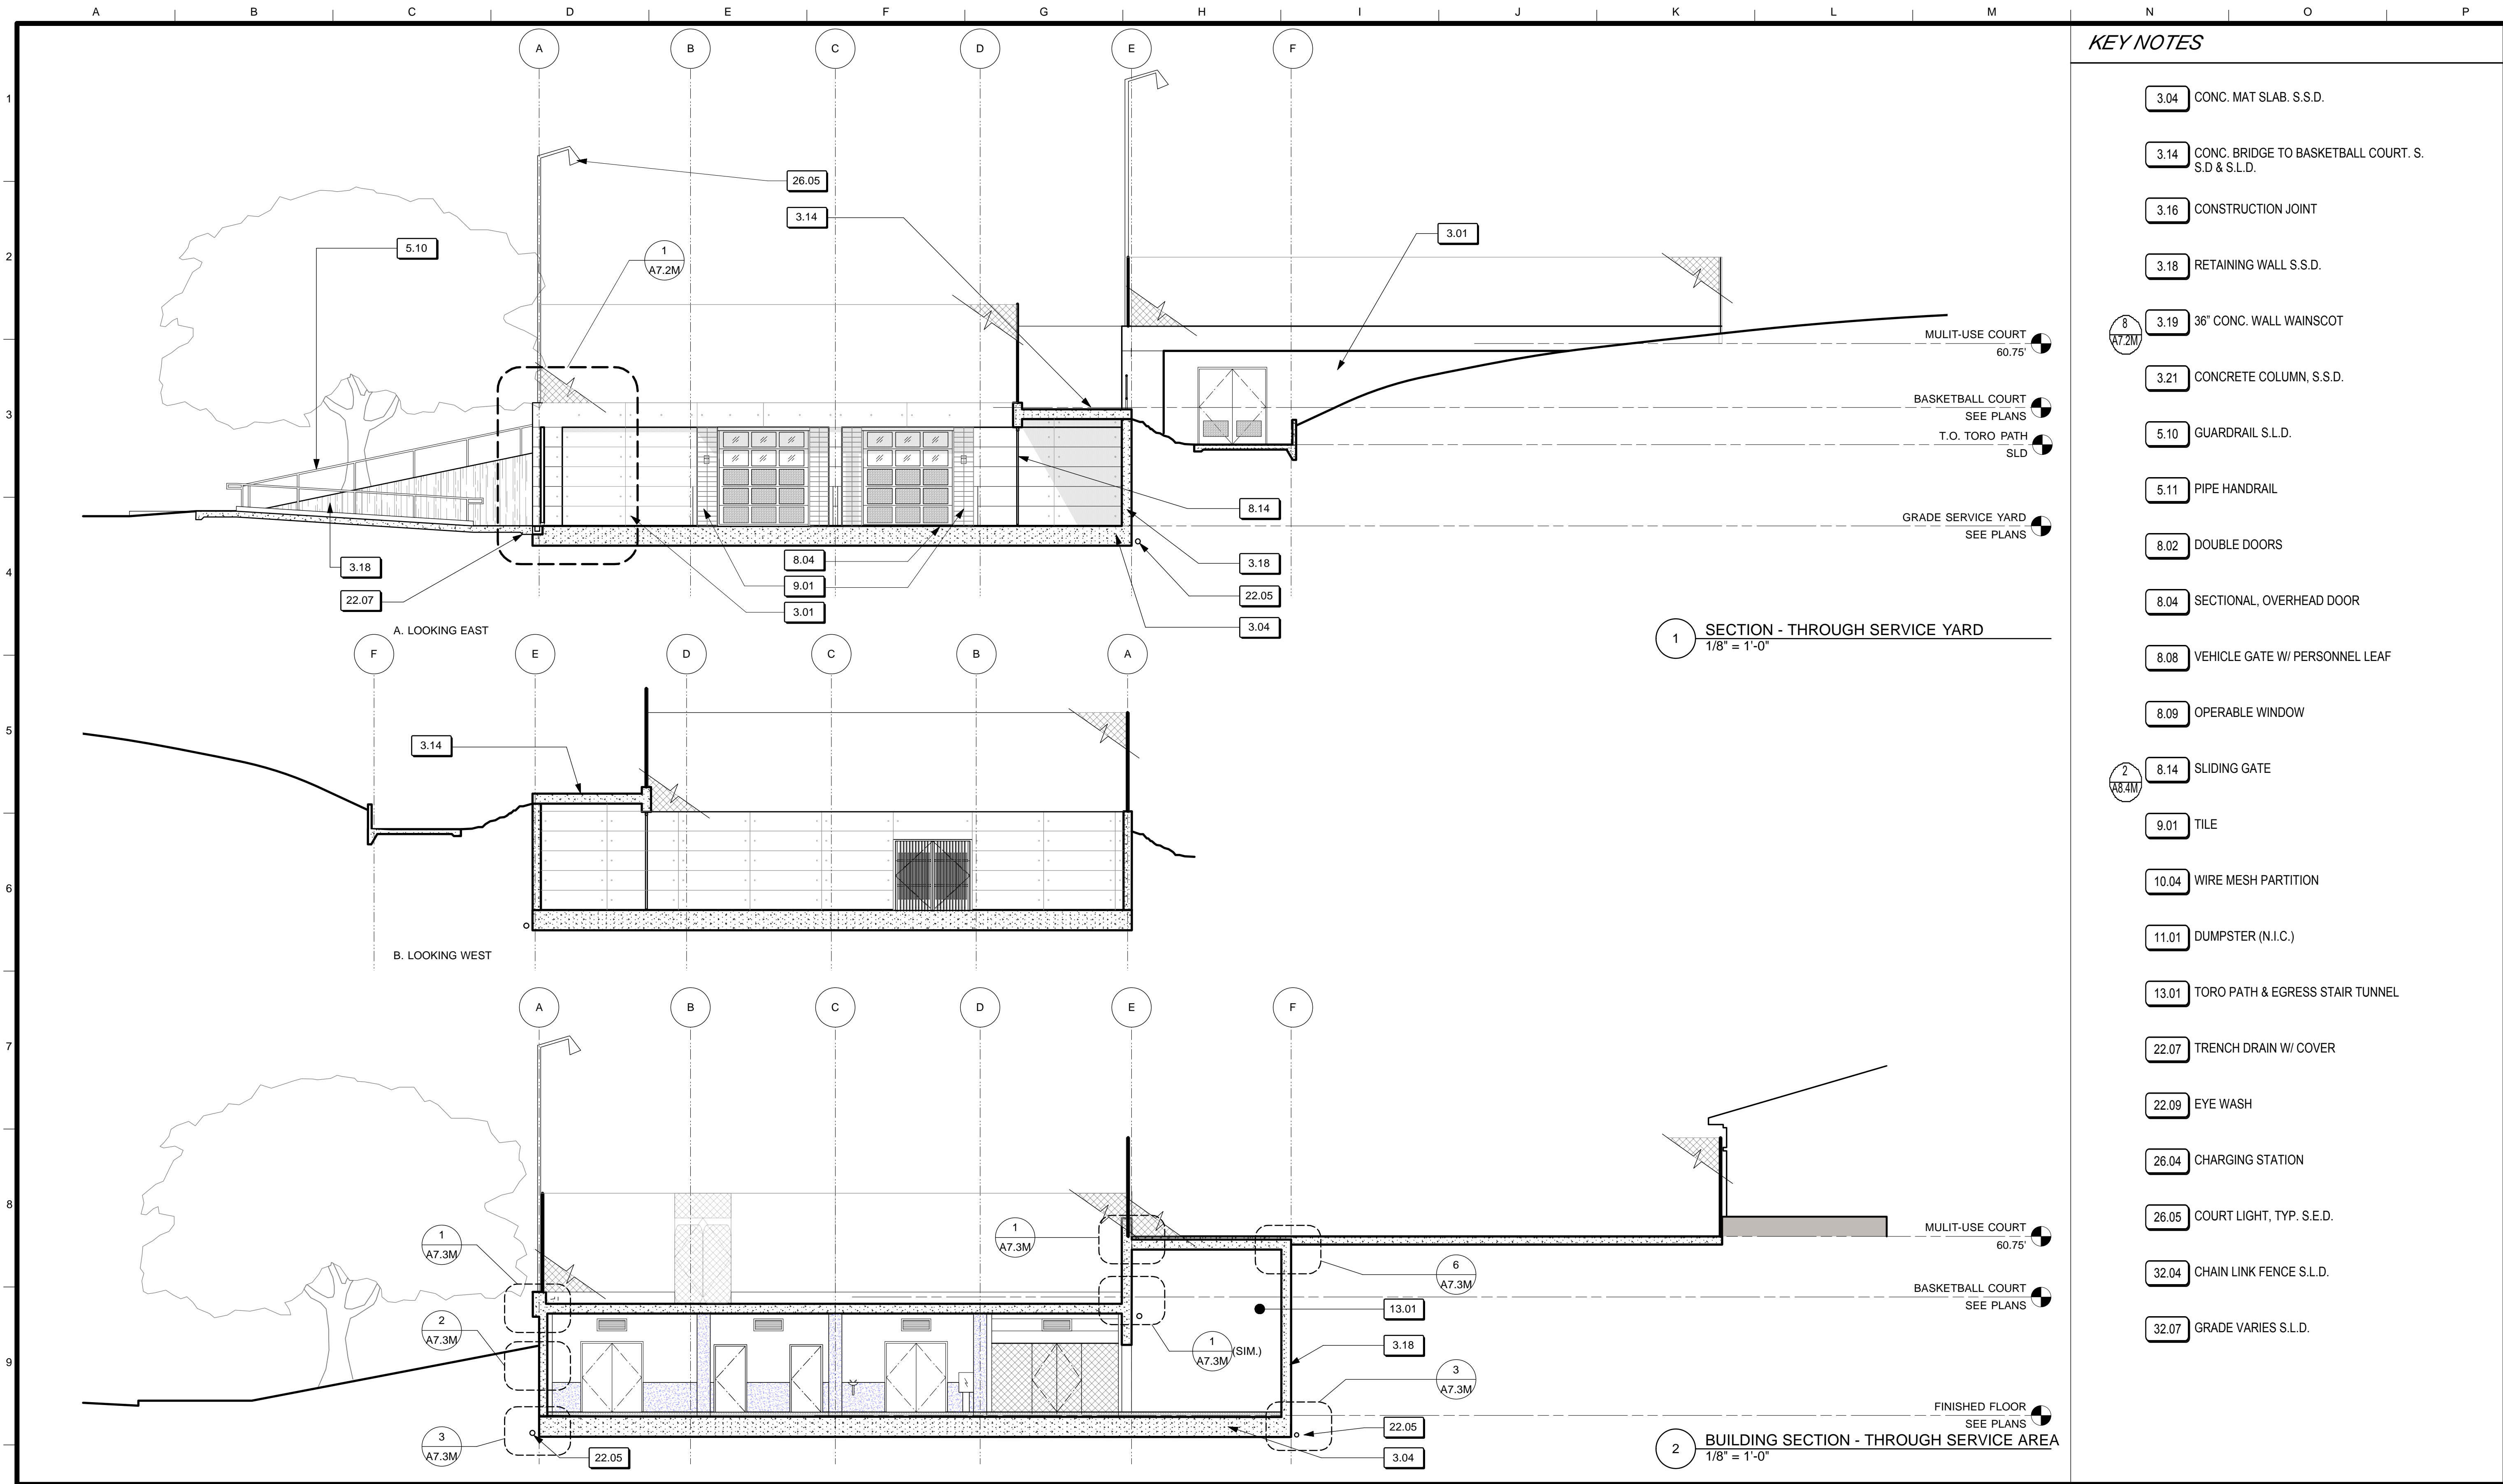 A B C D E F G H I J K L M N O P
1
2
3
4
5
6
7
8
9
A B C D E F
26.05
3.14
5.10
1
A7.2M
3.01
MULIT-USE COURT
60.75'
BASKETBALL COURT
SEE PLANS
T.O. TORO PATH
SLD
8.14
GRADE SERVICE YARD
SEE PLANS
3.18
8.04
3.18
9.01
22.07
22.05
3.01
3.04
A. LOOKING EAST
1 SECTION - THROUGH SERVICE YARD
1/8" = 1'-0"
F E D C B A
3.14
B. LOOKING WEST
A B C D E F
1
A7.3M
1
A7.3M
MULIT-USE COURT
60.75'
6
A7.3M
BASKETBALL COURT
SEE PLANS
13.01
2
A7.3M
1
A7.3M (SIM.)
3.18
3
A7.3M
FINISHED FLOOR
SEE PLANS
3
A7.3M
22.05
22.05
3.04
2 BUILDING SECTION - THROUGH SERVICE AREA
1/8" = 1'-0"
KEY NOTES
3.04 CONC. MAT SLAB. S.S.D.
3.14 CONC. BRIDGE TO BASKETBALL COURT. S.
S.D & S.L.D.
3.16 CONSTRUCTION JOINT
3.18 RETAINING WALL S.S.D.
8
A7.2M
3.19 36" CONC. WALL WAINSCOT
3.21 CONCRETE COLUMN, S.S.D.
5.10 GUARDRAIL S.L.D.
5.11 PIPE HANDRAIL
8.02 DOUBLE DOORS
8.04 SECTIONAL, OVERHEAD DOOR
8.08 VEHICLE GATE W/ PERSONNEL LEAF
8.09 OPERABLE WINDOW
2
A8.4M
8.14 SLIDING GATE
9.01 TILE
10.04 WIRE MESH PARTITION
11.01 DUMPSTER (N.I.C.)
13.01 TORO PATH & EGRESS STAIR TUNNEL
22.07 TRENCH DRAIN W/ COVER
22.09 EYE WASH
26.04 CHARGING STATION
26.05 COURT LIGHT, TYP. S.E.D.
32.04 CHAIN LINK FENCE S.L.D.
32.07 GRADE VARIES S.L.D.